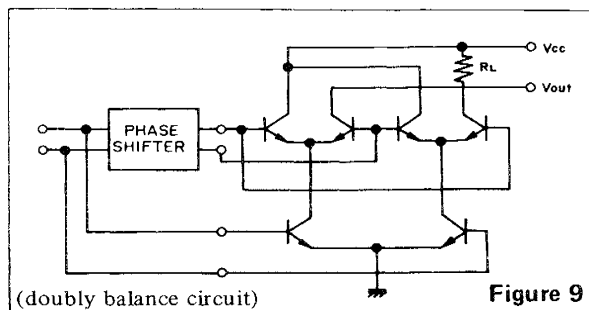 Vcc
RL
Vout
PHASE
SHIFTER
(doubly balance circuit)
Figure 9